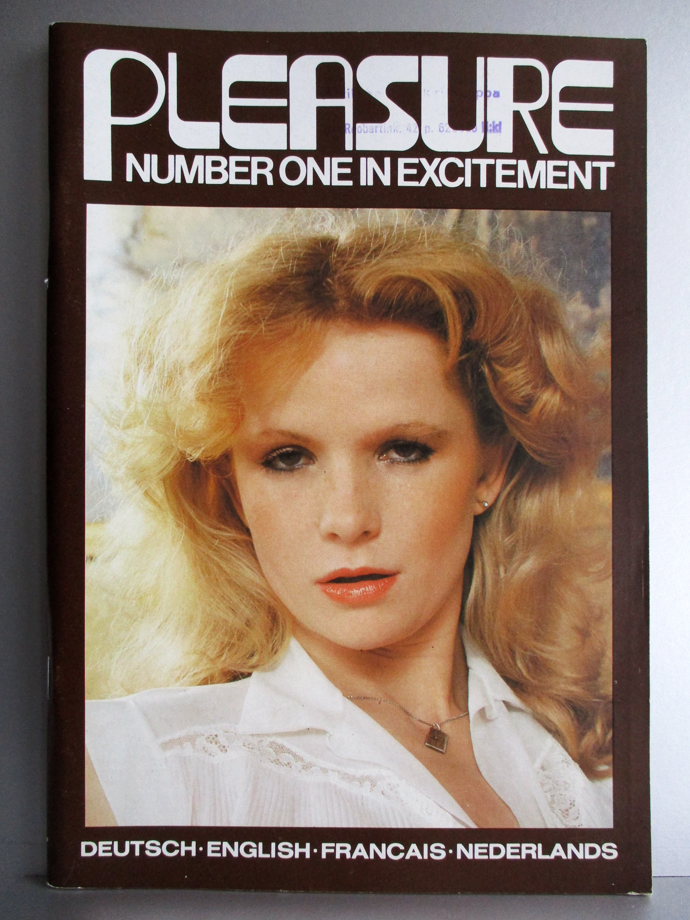 PLEASURE
NUMBER ONE IN EXCITEMENT
DEUTSCH·ENGLISH·FRANCAIS·NEDERLANDS